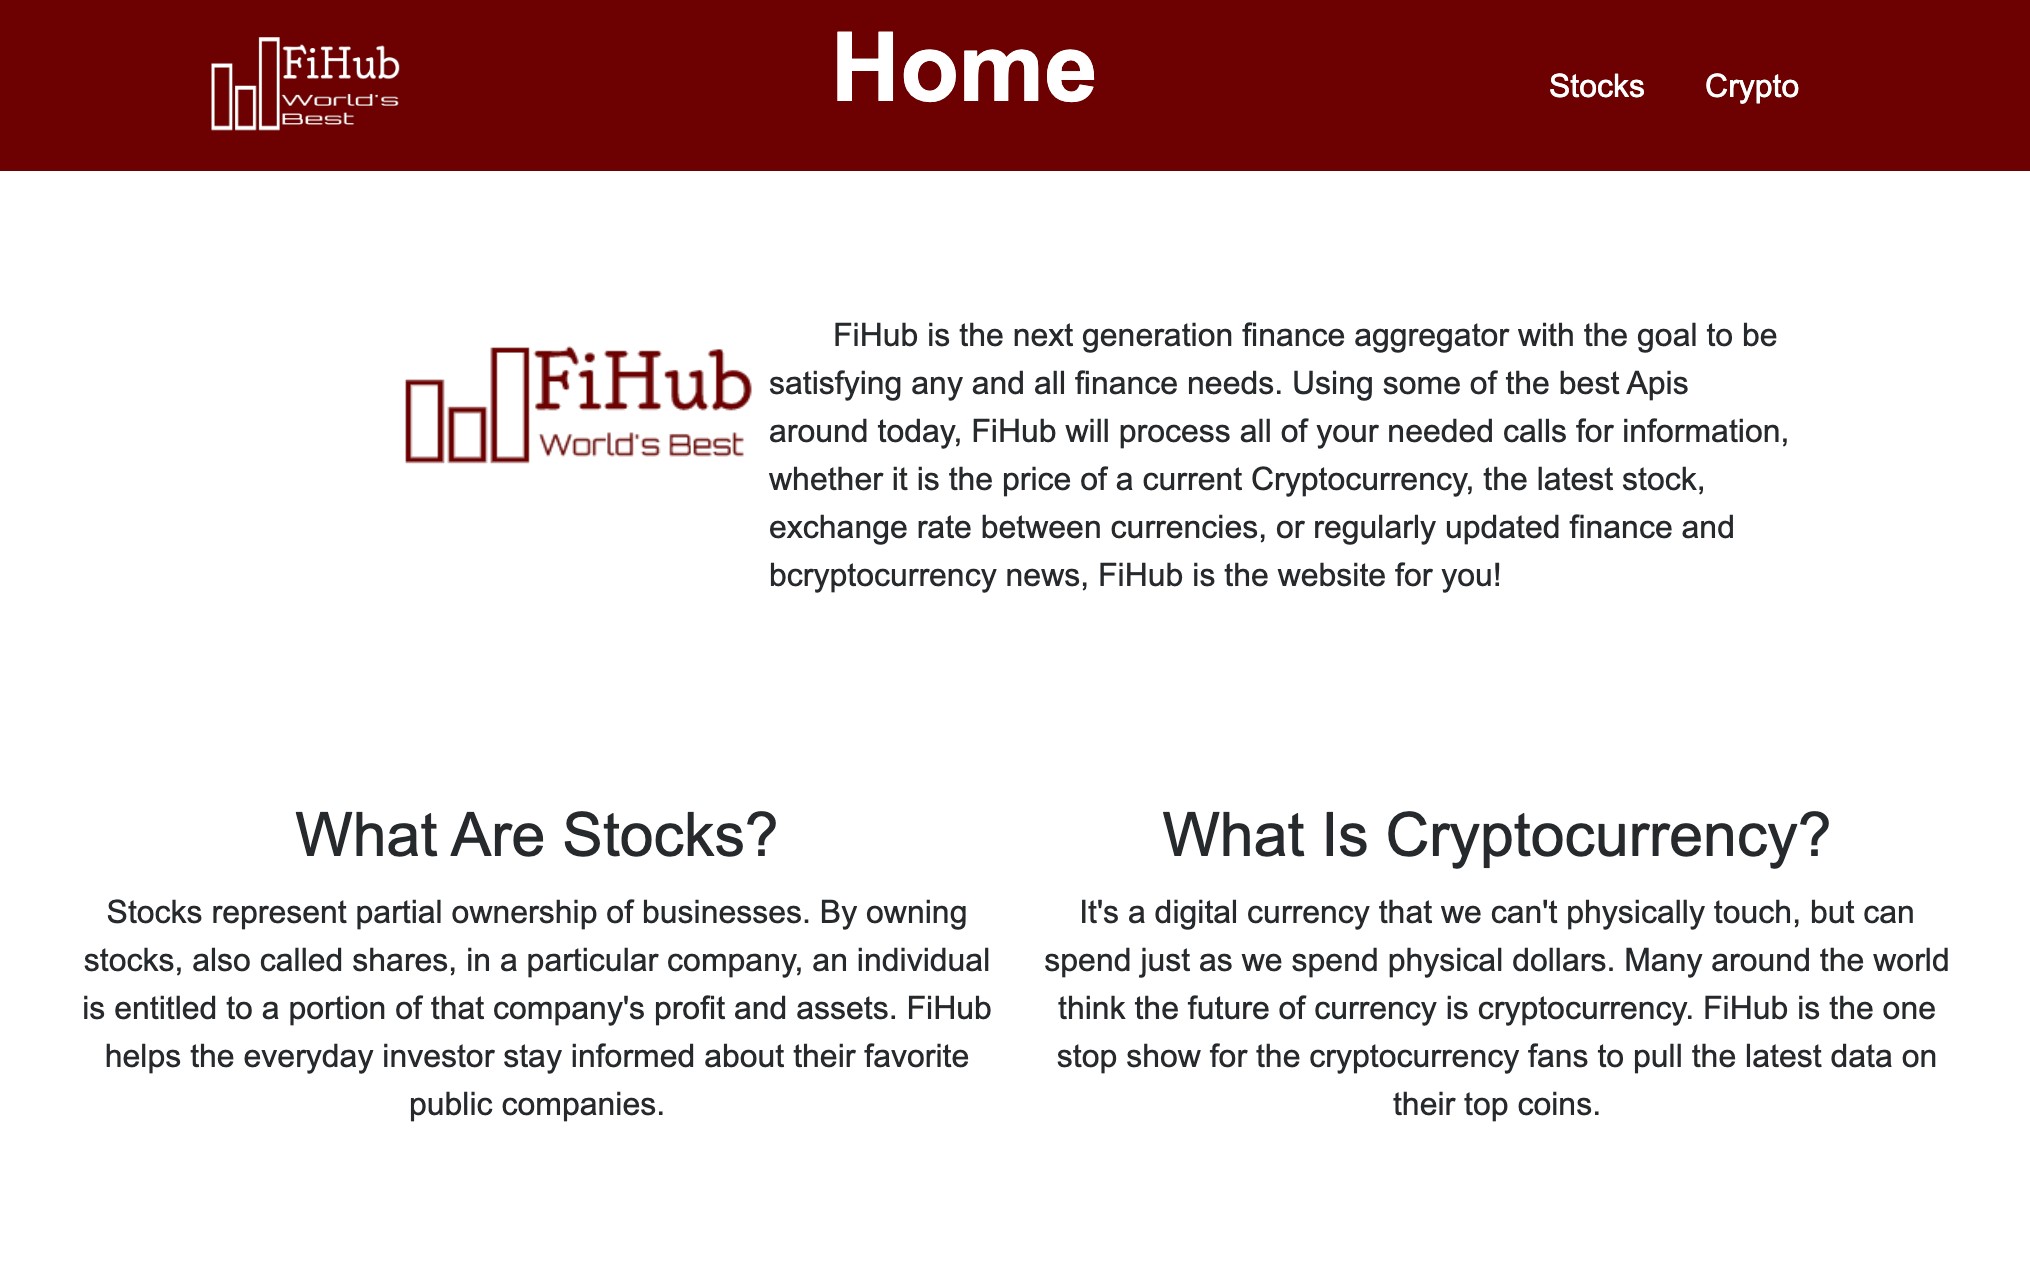 FiHub
World's
Best
Home
Stocks Crypto
FiHub
World's Best
FiHub is the next generation finance aggregator with the goal to be
satisfying any and all finance needs. Using some of the best Apis
around today, FiHub will process all of your needed calls for information,
whether it is the price of a current Cryptocurrency, the latest stock,
exchange rate between currencies, or regularly updated finance and
bcryptocurrency news, FiHub is the website for you!
What Are Stocks?
Stocks represent partial ownership of businesses. By owning
stocks, also called shares, in a particular company, an individual
is entitled to a portion of that company's profit and assets. FiHub
helps the everyday investor stay informed about their favorite
public companies.
What Is Cryptocurrency?
It's a digital currency that we can't physically touch, but can
spend just as we spend physical dollars. Many around the world
think the future of currency is cryptocurrency. FiHub is the one
stop show for the cryptocurrency fans to pull the latest data on
their top coins.